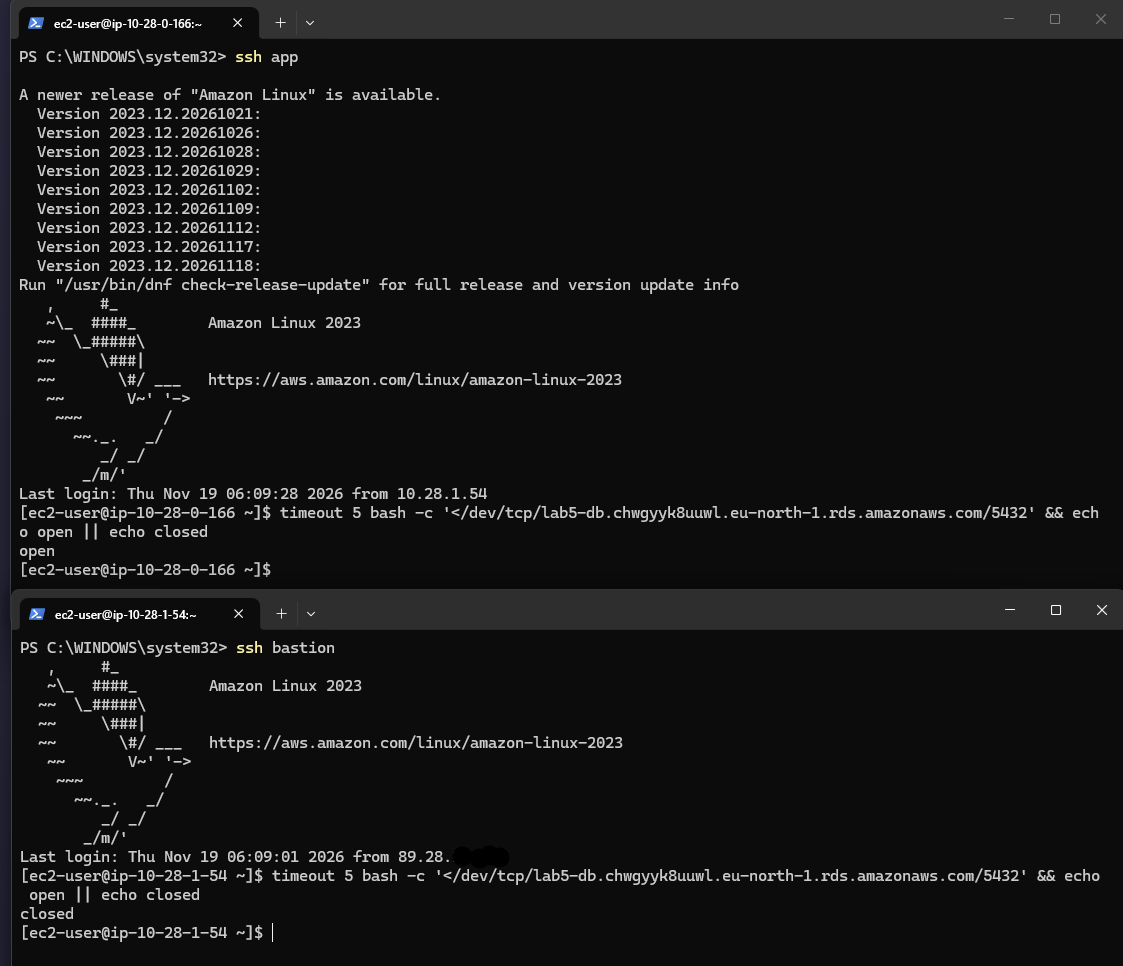 ec2-user@ip-10-28-0-166:~
PS C:\WINDOWS\system32> ssh app
A newer release of "Amazon Linux" is available.
  Version 2023.12.20261021:
  Version 2023.12.20261026:
  Version 2023.12.20261028:
  Version 2023.12.20261029:
  Version 2023.12.20261102:
  Version 2023.12.20261109:
  Version 2023.12.20261112:
  Version 2023.12.20261117:
  Version 2023.12.20261118:
Run "/usr/bin/dnf check-release-update" for full release and version update info
   ,     #_
   ~\_  ####_        Amazon Linux 2023
  ~~  \_#####\
  ~~     \###|
  ~~       \#/ ___   https://aws.amazon.com/linux/amazon-linux-2023
   ~~       V~' '->
    ~~~         /
      ~~._.   _/
         _/ _/
       _/m/'
Last login: Thu Nov 19 06:09:28 2026 from 10.28.1.54
[ec2-user@ip-10-28-0-166 ~]$ timeout 5 bash -c '</dev/tcp/lab5-db.chwgyyk8uuwl.eu-north-1.rds.amazonaws.com/5432' && ech
o open || echo closed
open
[ec2-user@ip-10-28-0-166 ~]$
ec2-user@ip-10-28-1-54:~
PS C:\WINDOWS\system32> ssh bastion
   ,     #_
   ~\_  ####_        Amazon Linux 2023
  ~~  \_#####\
  ~~     \###|
  ~~       \#/ ___   https://aws.amazon.com/linux/amazon-linux-2023
   ~~       V~' '->
    ~~~         /
      ~~._.   _/
         _/ _/
       _/m/'
Last login: Thu Nov 19 06:09:01 2026 from 89.28.
[ec2-user@ip-10-28-1-54 ~]$ timeout 5 bash -c '</dev/tcp/lab5-db.chwgyyk8uuwl.eu-north-1.rds.amazonaws.com/5432' && echo
 open || echo closed
closed
[ec2-user@ip-10-28-1-54 ~]$